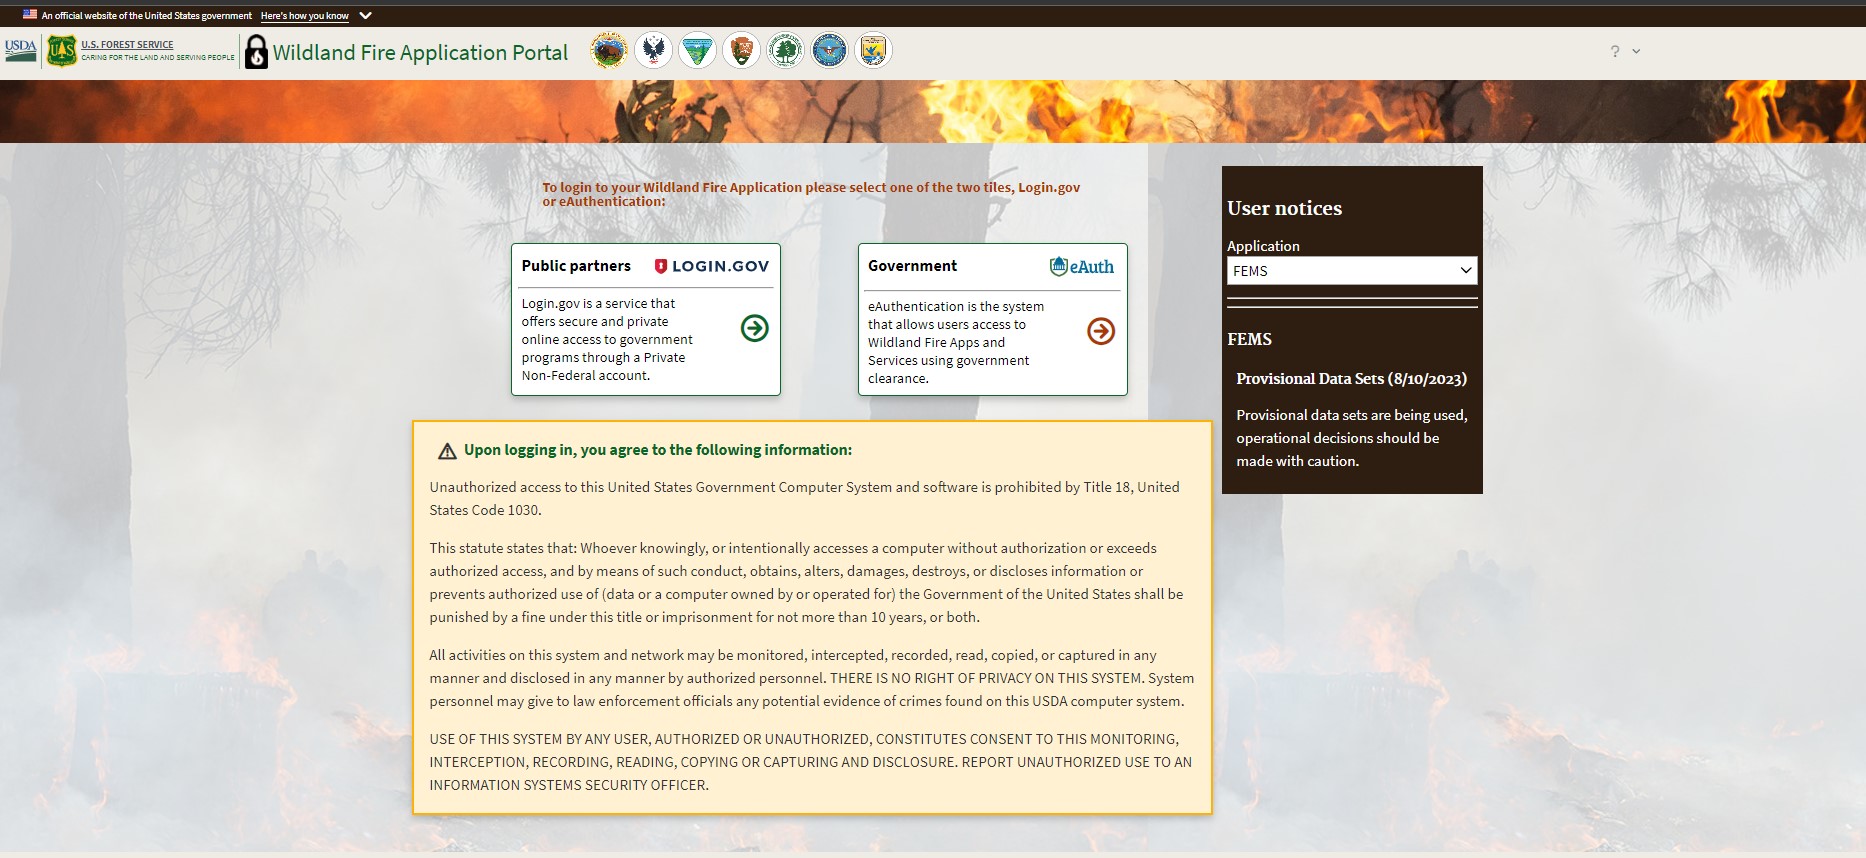 An official website of the United States government Here's how you know
USDA
UAS
U.S. FOREST SERVICE
CARING FOR THE LAND AND SERVING PEOPLE
Wildland Fire Application Portal
?
To login to your Wildland Fire Application please select one of the two tiles, Login.gov
or eAuthentication:
Public partners LOGIN.GOV
Login.gov is a service that
offers secure and private
online access to government
programs through a Private
Non-Federal account.
Government eAuth
eAuthentication is the system
that allows users access to
Wildland Fire Apps and
Services using government
clearance.
Upon logging in, you agree to the following information:
Unauthorized access to this United States Government Computer System and software is prohibited by Title 18, United
States Code 1030.
This statute states that: Whoever knowingly, or intentionally accesses a computer without authorization or exceeds
authorized access, and by means of such conduct, obtains, alters, damages, destroys, or discloses information or
prevents authorized use of (data or a computer owned by or operated for) the Government of the United States shall be
punished by a fine under this title or imprisonment for not more than 10 years, or both.
All activities on this system and network may be monitored, intercepted, recorded, read, copied, or captured in any
manner and disclosed in any manner by authorized personnel. THERE IS NO RIGHT OF PRIVACY ON THIS SYSTEM. System
personnel may give to law enforcement officials any potential evidence of crimes found on this USDA computer system.
USE OF THIS SYSTEM BY ANY USER, AUTHORIZED OR UNAUTHORIZED, CONSTITUTES CONSENT TO THIS MONITORING,
INTERCEPTION, RECORDING, READING, COPYING OR CAPTURING AND DISCLOSURE. REPORT UNAUTHORIZED USE TO AN
INFORMATION SYSTEMS SECURITY OFFICER.
User notices
Application
FEMS
FEMS
Provisional Data Sets (8/10/2023)
Provisional data sets are being used,
operational decisions should be
made with caution.